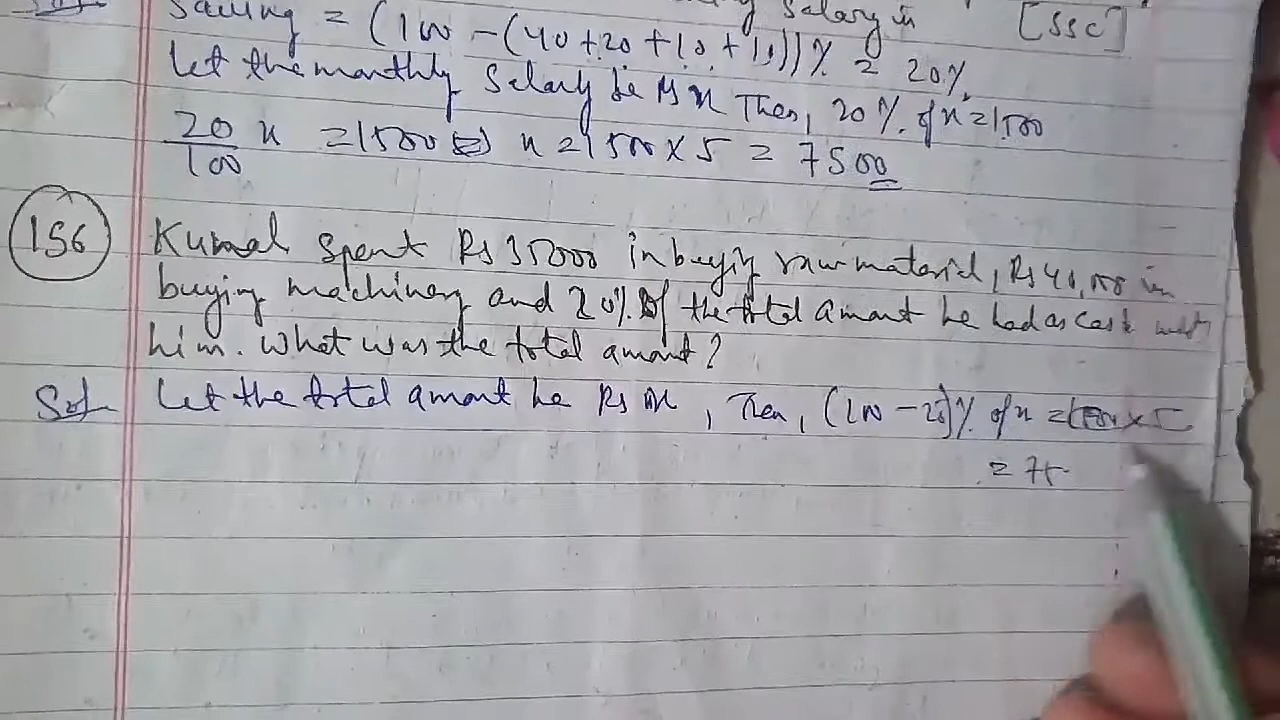 Saving = (100 - (40+20+10+10))% = 20% salary in [SSC]
Let the monthly Salary be Rs x Then, 20% of x = 1500
20/100 x = 1500 ⇒ x = 1500 × 5 = 7500
156 Kunal spent Rs 35000 in buying raw material, Rs 40,000 in
buying machinery and 20% of the total amount he had as cash with
him. What was the total amount?
Sol Let the total amount be Rs x, Then, (100 - 20)% of x =
= 75